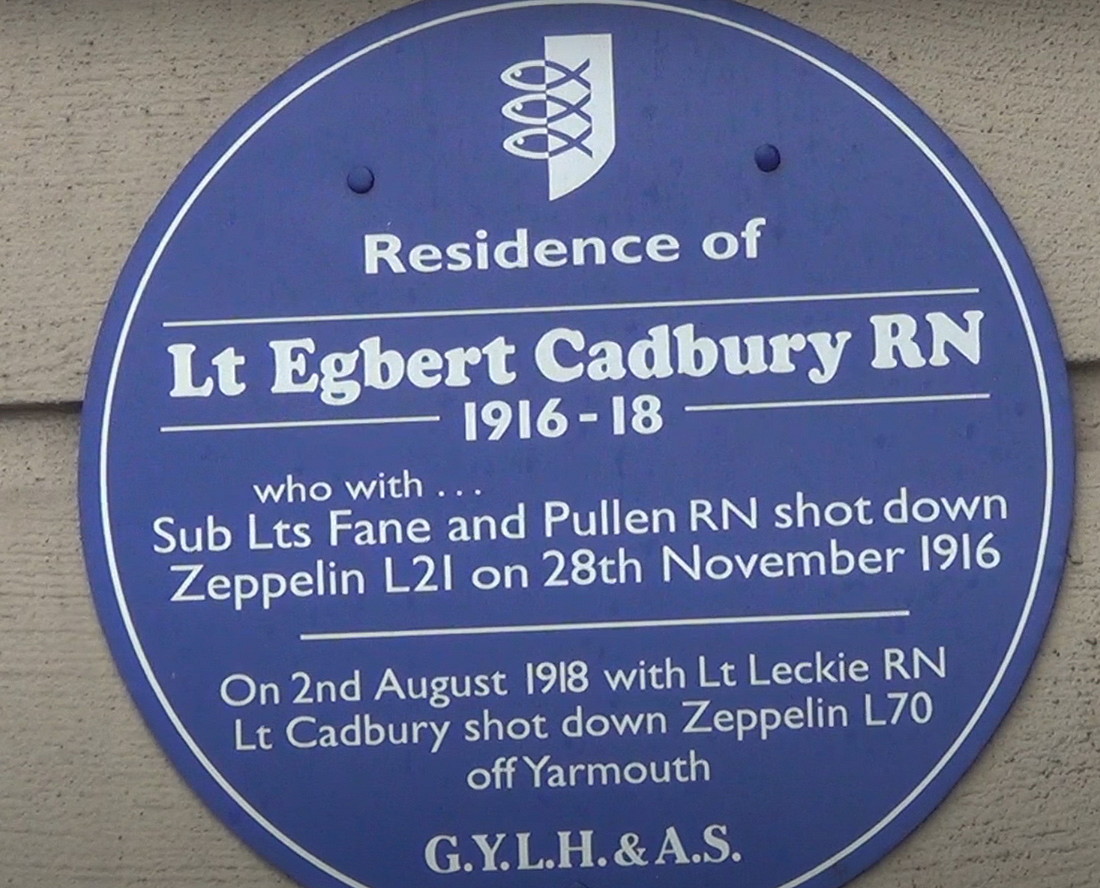 Residence of
Lt Egbert Cadbury RN
1916-18
who with ...
Sub Lts Fane and Pullen RN shot down
Zeppelin L21 on 28th November 1916
On 2nd August 1918 with Lt Leckie RN
Lt Cadbury shot down Zeppelin L70
off Yarmouth
G.Y.L.H. & A.S.